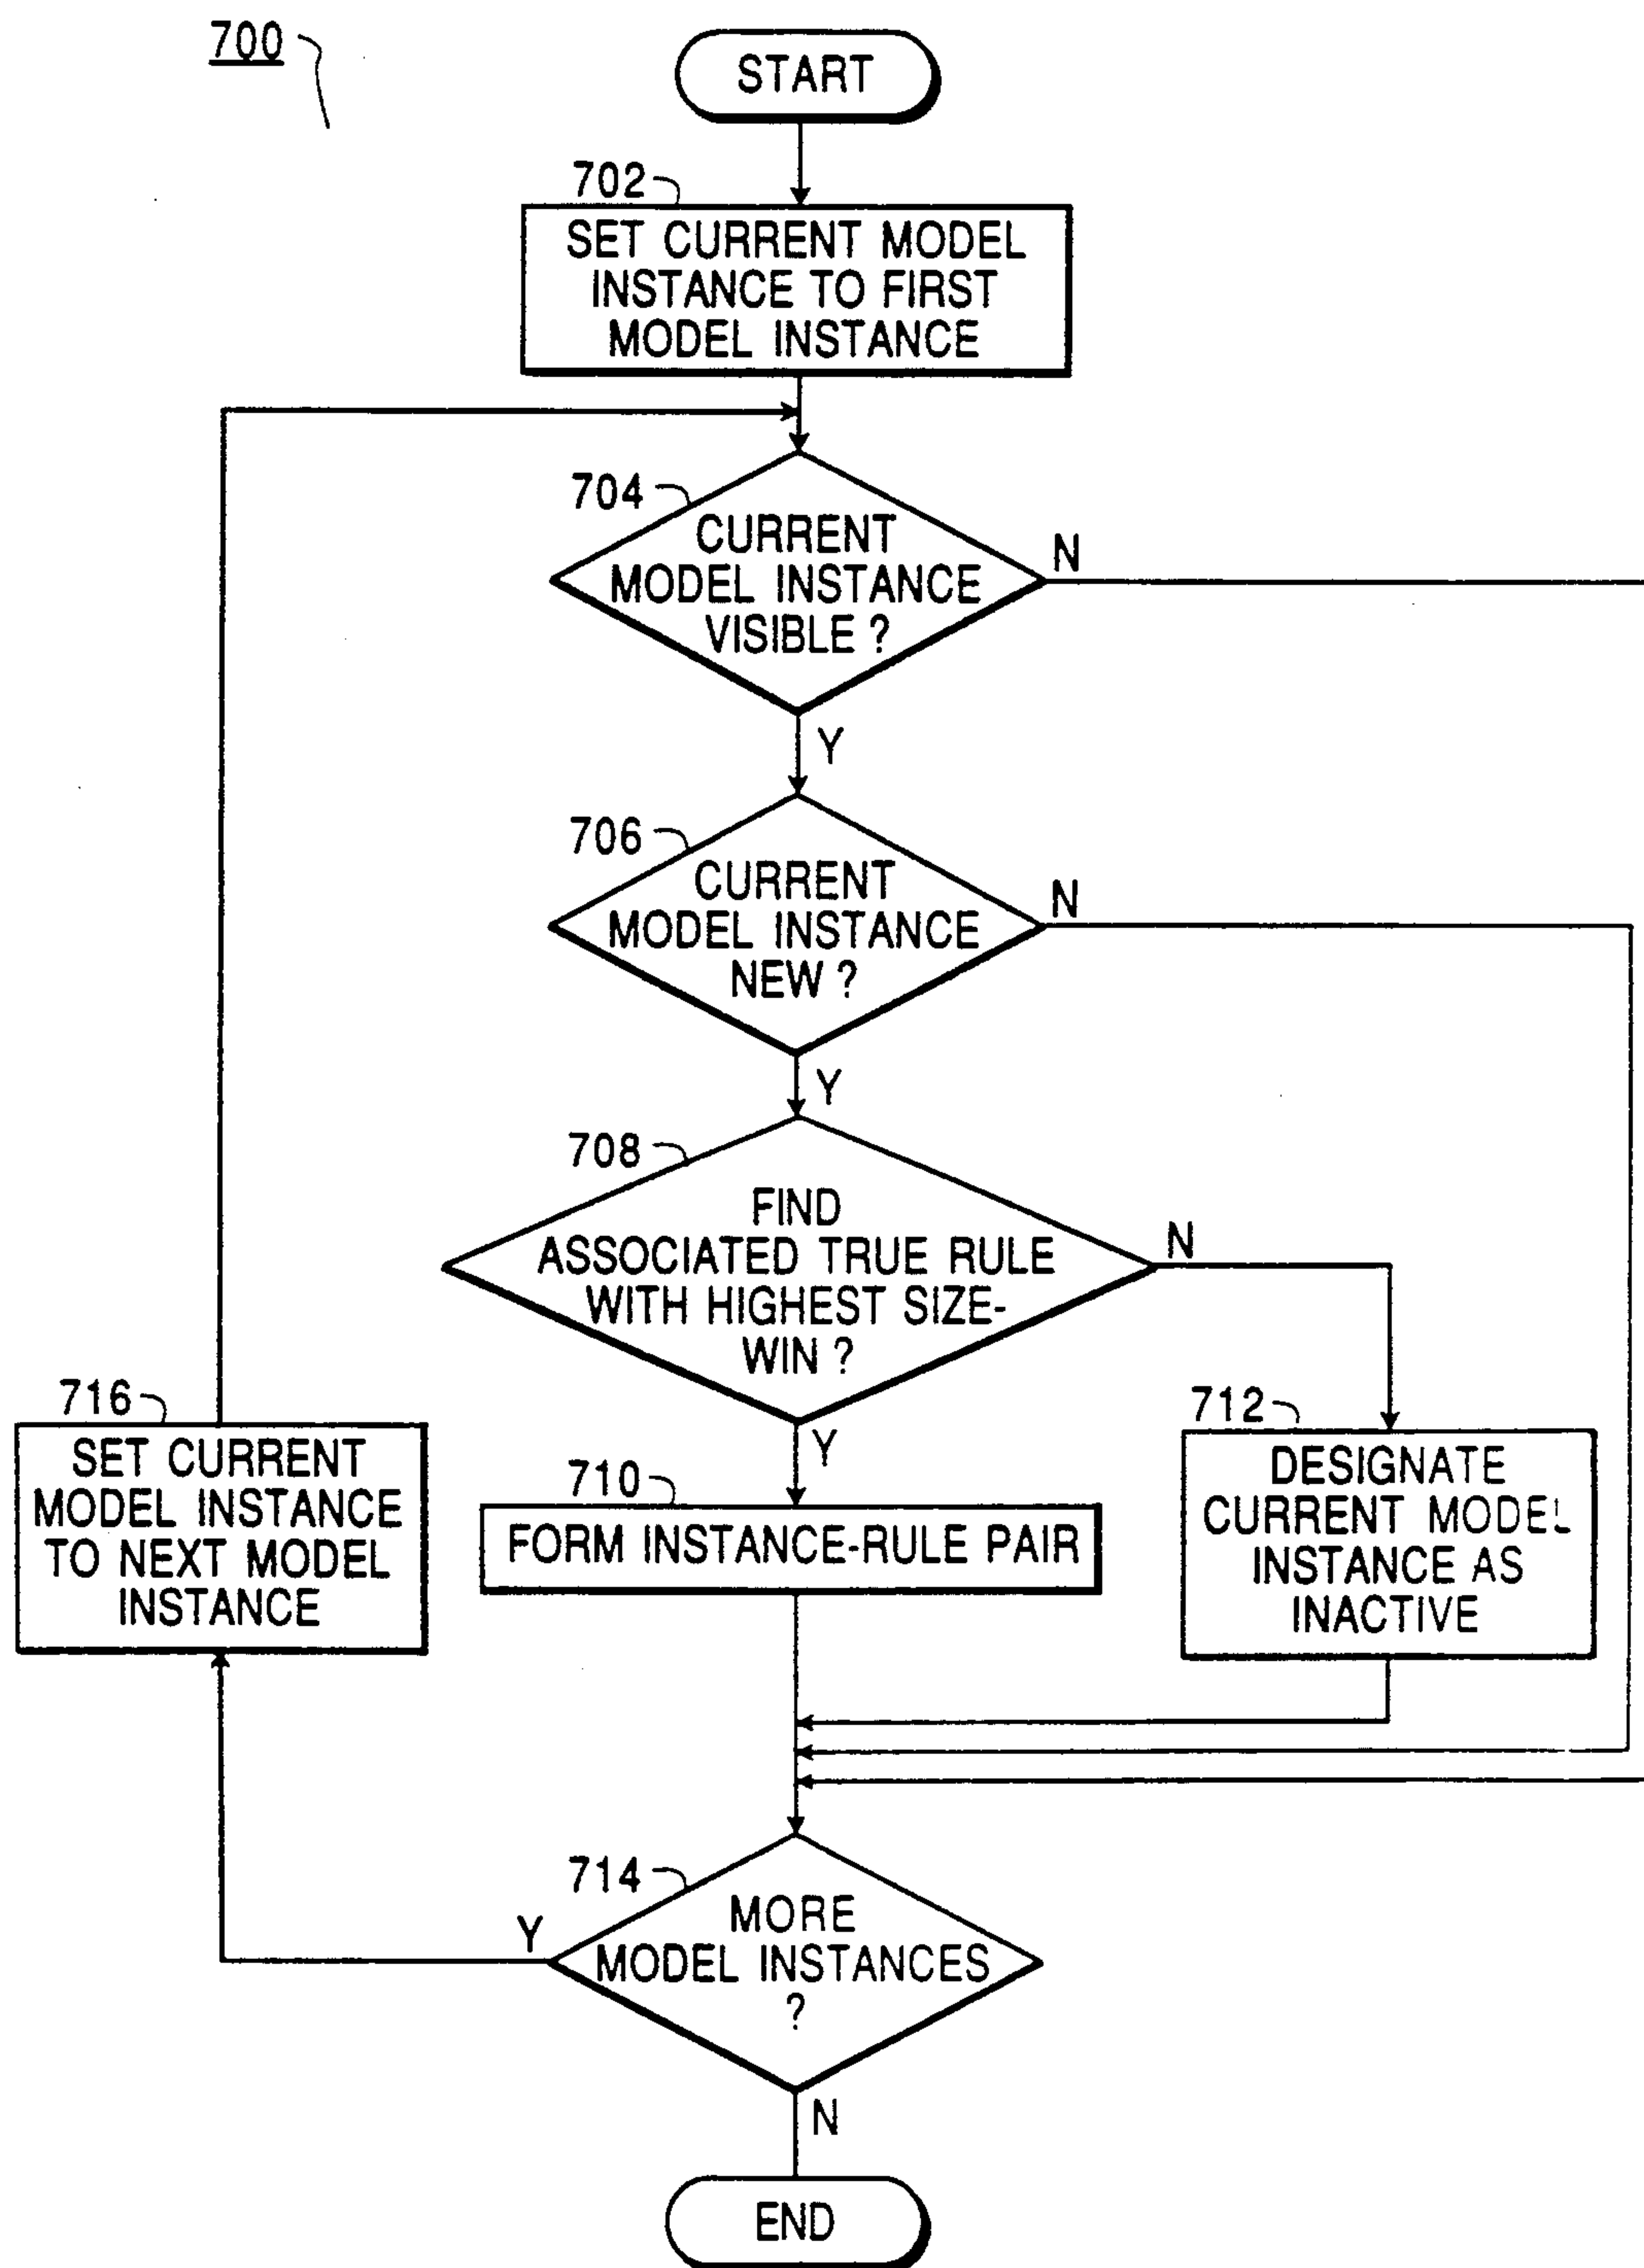 700
START
702
SET CURRENT MODEL
INSTANCE TO FIRST
MODEL INSTANCE
704
CURRENT
MODEL INSTANCE
VISIBLE ?
N
Y
706
CURRENT
MODEL INSTANCE
NEW ?
N
Y
708
FIND
ASSOCIATED TRUE RULE
WITH HIGHEST SIZE-
WIN ?
N
Y
710
FORM INSTANCE-RULE PAIR
712
DESIGNATE
CURRENT MODEL
INSTANCE AS
INACTIVE
716
SET CURRENT
MODEL INSTANCE
TO NEXT MODEL
INSTANCE
714
MORE
MODEL INSTANCES
?
Y
N
END